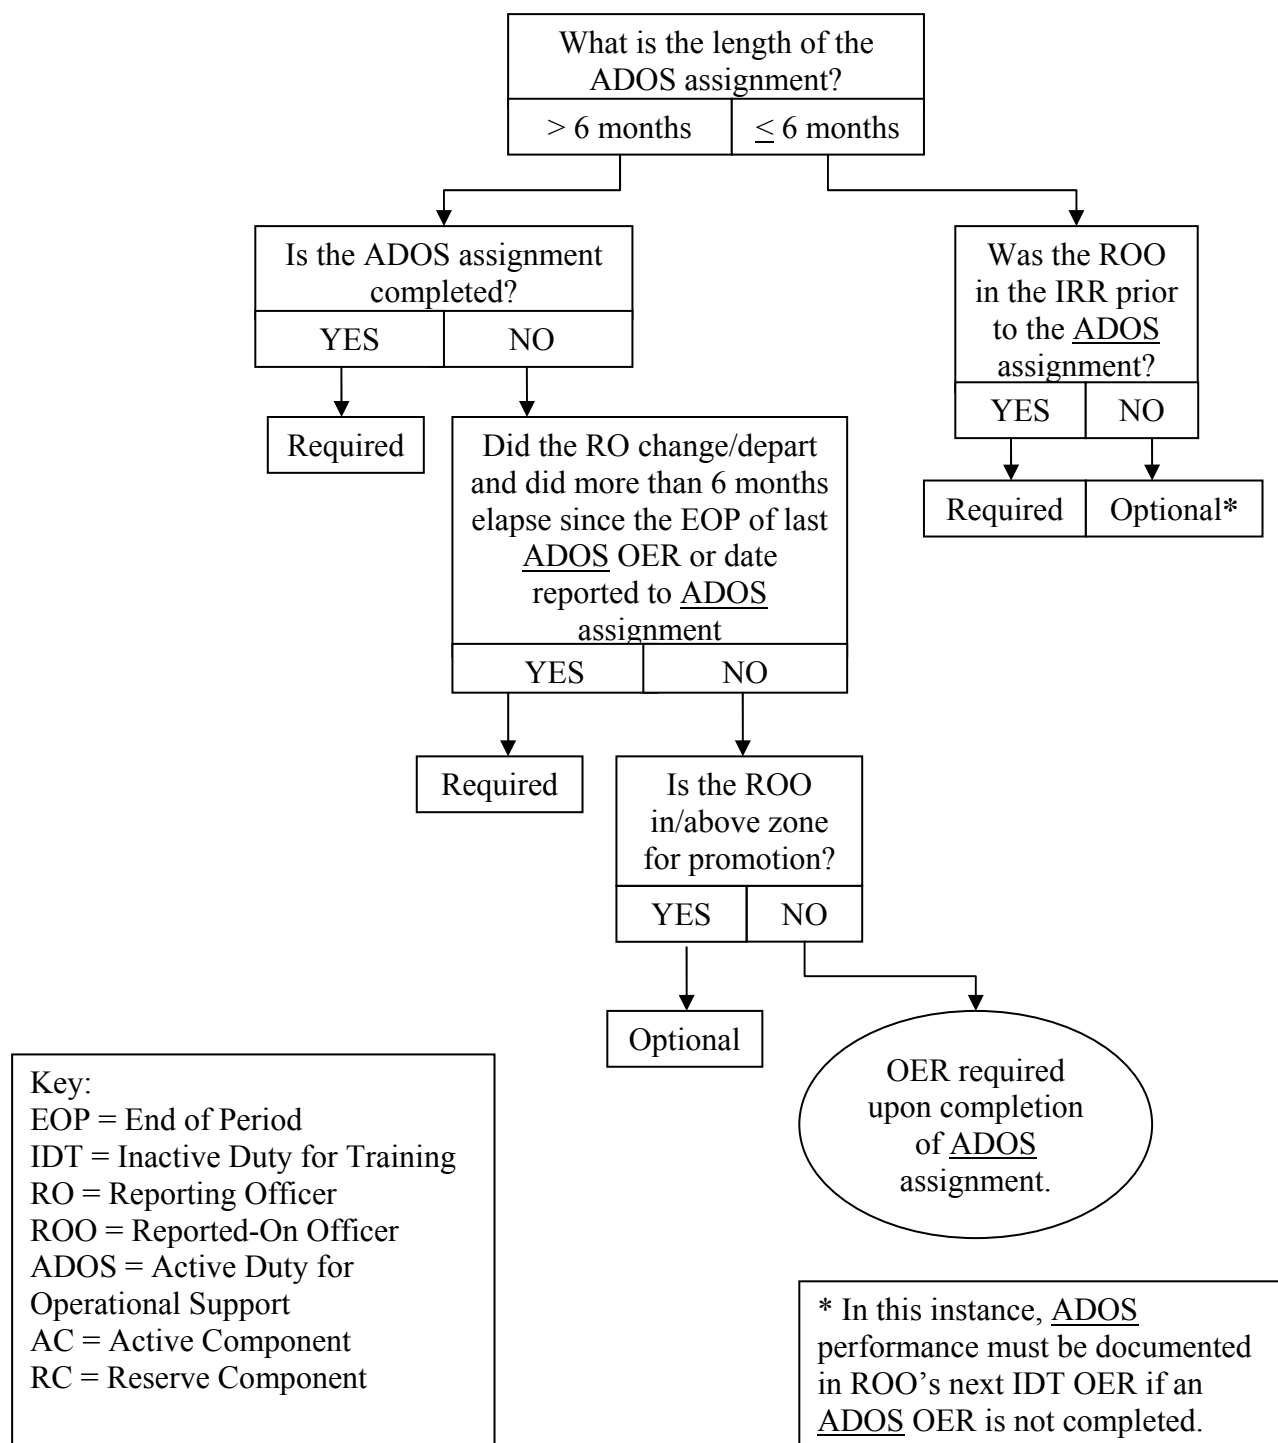 What is the length of the
ADOS assignment?
> 6 months
≤ 6 months
Is the ADOS assignment
completed?
YES
NO
Was the ROO
in the IRR prior
to the ADOS
assignment?
YES
NO
Required
Did the RO change/depart
and did more than 6 months
elapse since the EOP of last
ADOS OER or date
reported to ADOS
assignment
YES
NO
Required
Optional*
Required
Is the ROO
in/above zone
for promotion?
YES
NO
Optional
OER required
upon completion
of ADOS
assignment.
Key:
EOP = End of Period
IDT = Inactive Duty for Training
RO = Reporting Officer
ROO = Reported-On Officer
ADOS = Active Duty for
Operational Support
AC = Active Component
RC = Reserve Component
* In this instance, ADOS
performance must be documented
in ROO’s next IDT OER if an
ADOS OER is not completed.